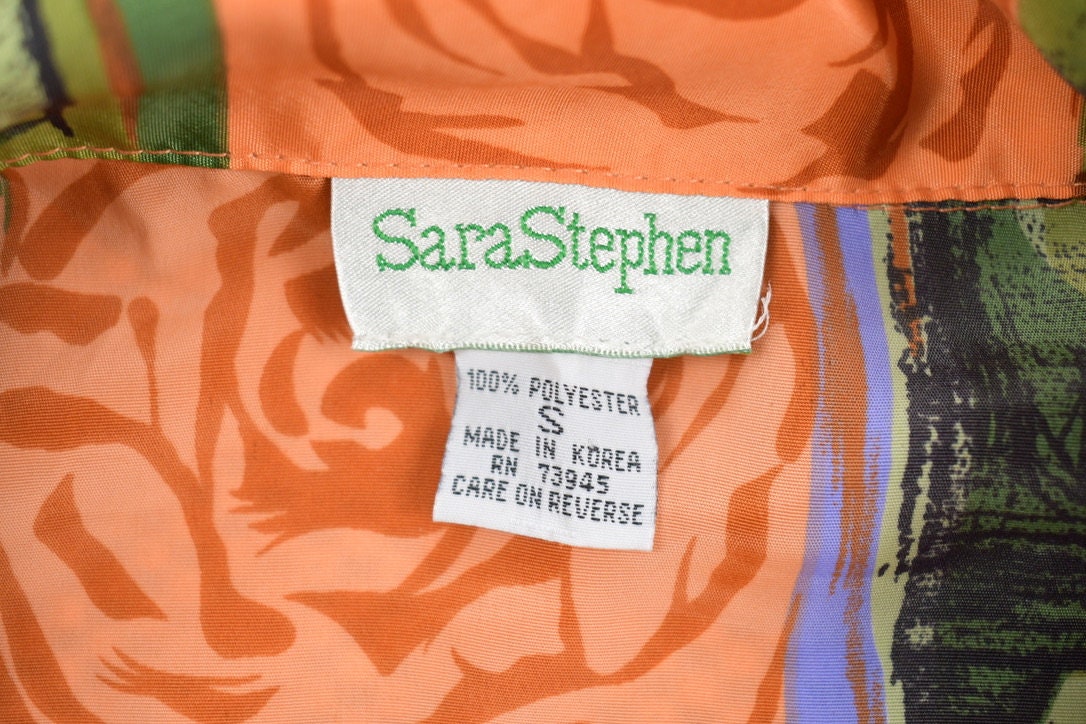 SaraStephen
100% POLYESTER
S
MADE IN KOREA
RN 73945
CARE ON REVERSE